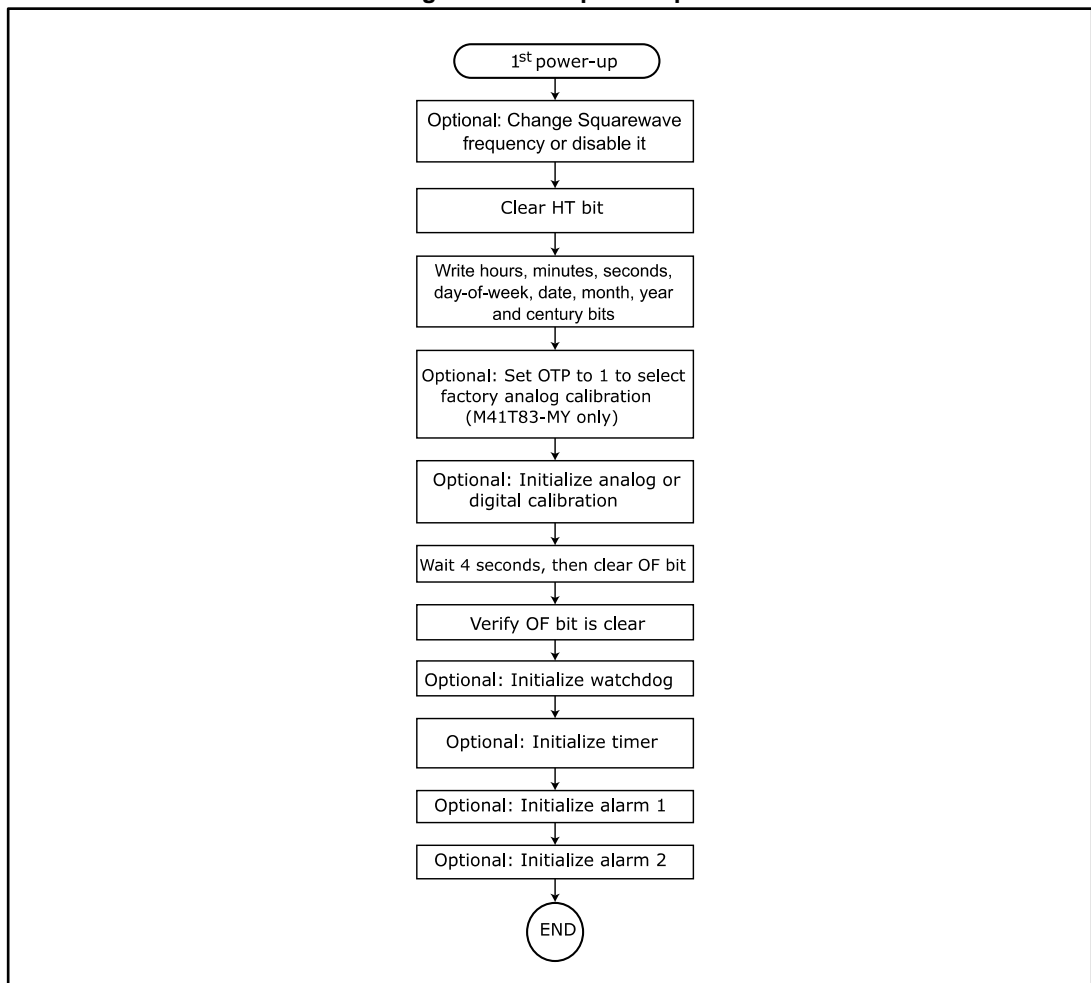 1st power-up
Optional: Change Squarewave
frequency or disable it
Clear HT bit
Write hours, minutes, seconds,
day-of-week, date, month, year
and century bits
Optional: Set OTP to 1 to select
factory analog calibration
(M41T83-MY only)
Optional: Initialize analog or
digital calibration
Wait 4 seconds, then clear OF bit
Verify OF bit is clear
Optional: Initialize watchdog
Optional: Initialize timer
Optional: Initialize alarm 1
Optional: Initialize alarm 2
END